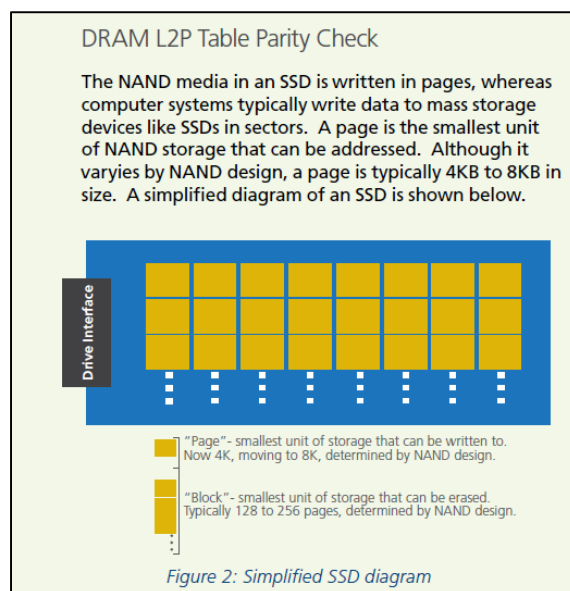 DRAM L2P Table Parity Check
The NAND media in an SSD is written in pages, whereas
computer systems typically write data to mass storage
devices like SSDs in sectors.  A page is the smallest unit
of NAND storage that can be addressed.  Although it
varyies by NAND design, a page is typically 4KB to 8KB in
size.  A simplified diagram of an SSD is shown below.
Drive Interface
“Page”- smallest unit of storage that can be written to.
Now 4K, moving to 8K, determined by NAND design.
“Block”- smallest unit of storage that can be erased.
Typically 128 to 256 pages, determined by NAND design.
Figure 2: Simplified SSD diagram